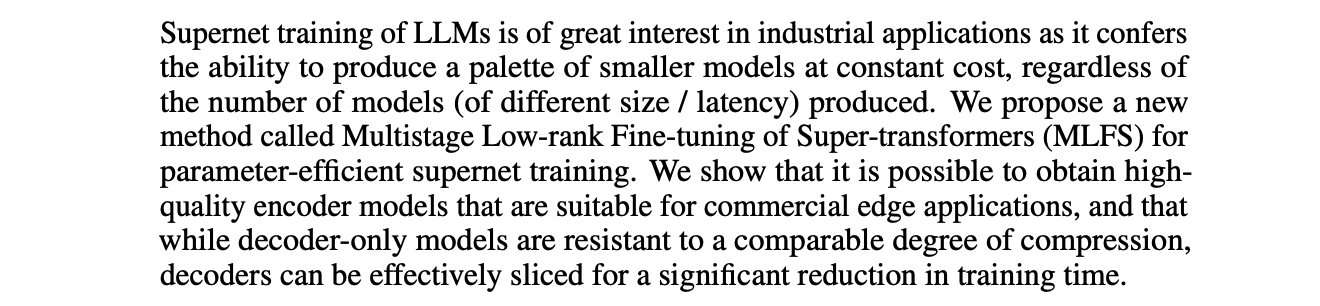 Supernet training of LLMs is of great interest in industrial applications as it confers
the ability to produce a palette of smaller models at constant cost, regardless of
the number of models (of different size / latency) produced. We propose a new
method called Multistage Low-rank Fine-tuning of Super-transformers (MLFS) for
parameter-efficient supernet training. We show that it is possible to obtain high-
quality encoder models that are suitable for commercial edge applications, and that
while decoder-only models are resistant to a comparable degree of compression,
decoders can be effectively sliced for a significant reduction in training time.